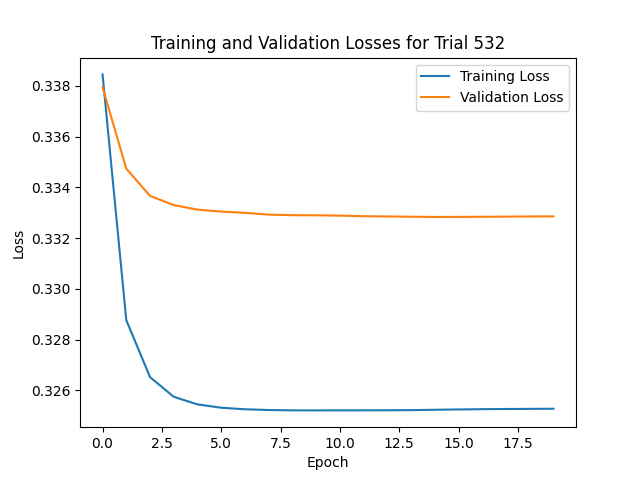 Training and Validation Losses for Trial 532
Training Loss
Validation Loss
Loss
0.338
0.336
0.334
0.332
0.330
0.328
0.326
0.0 2.5 5.0 7.5 10.0 12.5 15.0 17.5
Epoch